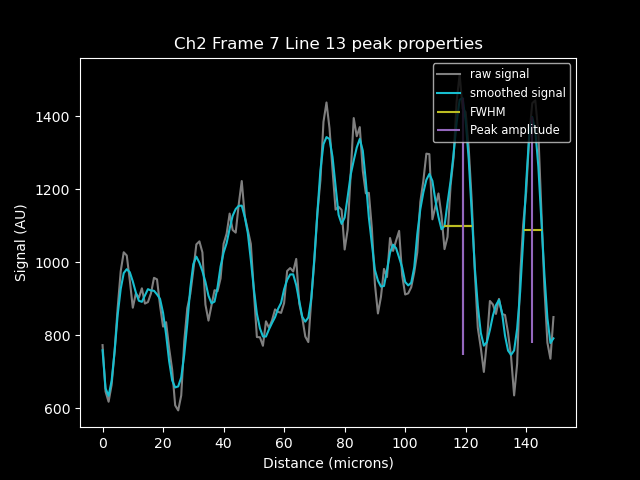 Ch2 Frame 7 Line 13 peak properties
raw signal
smoothed signal
FWHM
Peak amplitude
Signal (AU)
1400
1200
1000
800
600
0 20 40 60 80 100 120 140
Distance (microns)